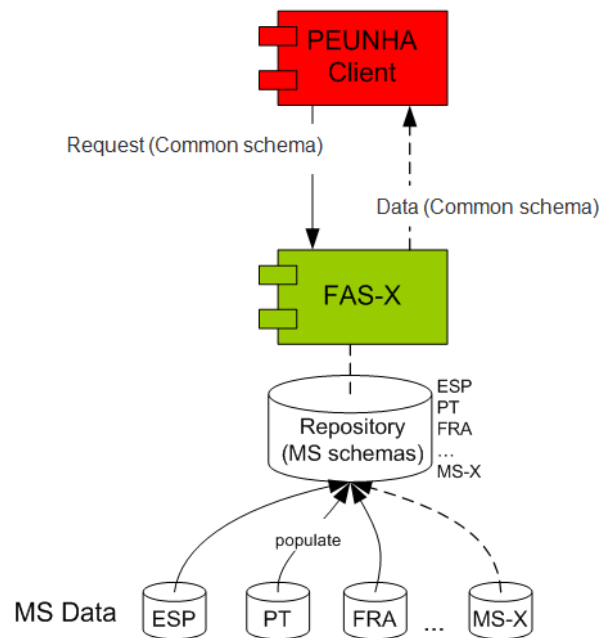 PEUNHA
Client
Request (Common schema)
Data (Common schema)
FAS-X
Repository
(MS schemas)
ESP
PT
FRA
...
MS-X
populate
MS Data
ESP
PT
FRA
...
MS-X